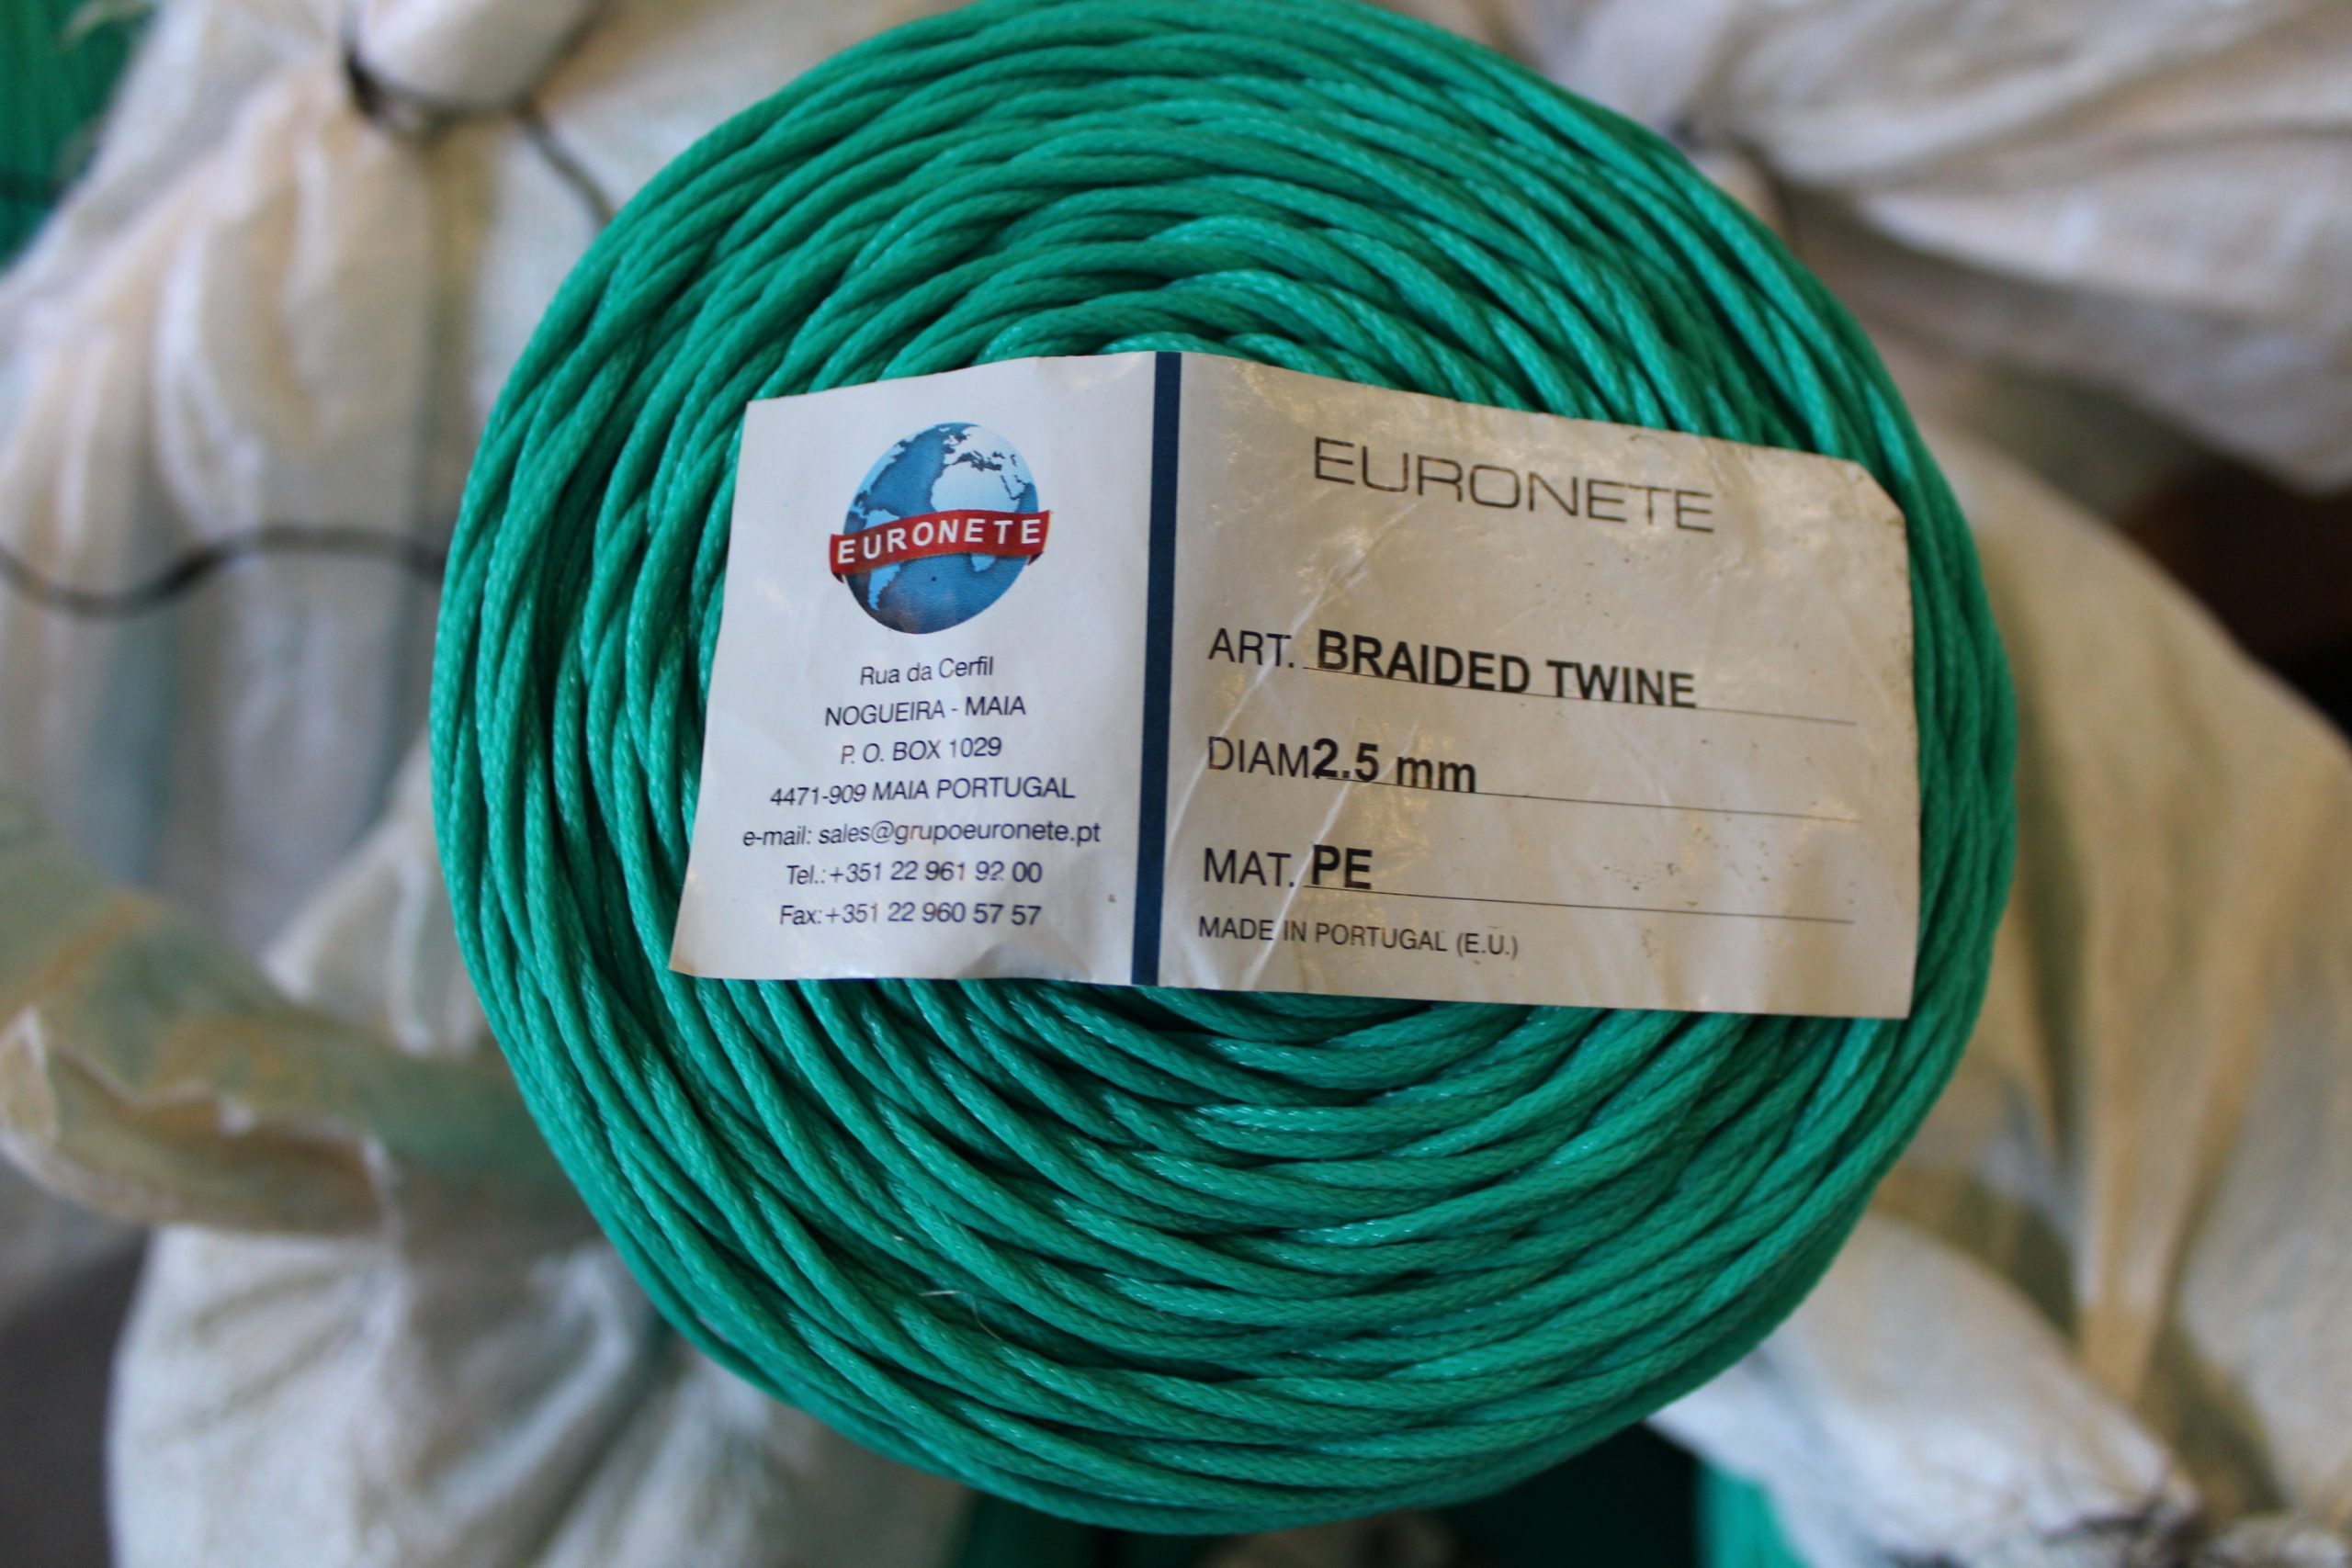 EURONETE
Rua da Cerfil
NOGUEIRA - MAIA
P. O. BOX 1029
4471-909 MAIA PORTUGAL
e-mail: sales@grupoeuronete.pt
Tel.:+351 22 961 92 00
Fax:+351 22 960 57 57
EURONETE
ART. BRAIDED TWINE
DIAM.2.5 mm
MAT. PE
MADE IN PORTUGAL (E.U.)